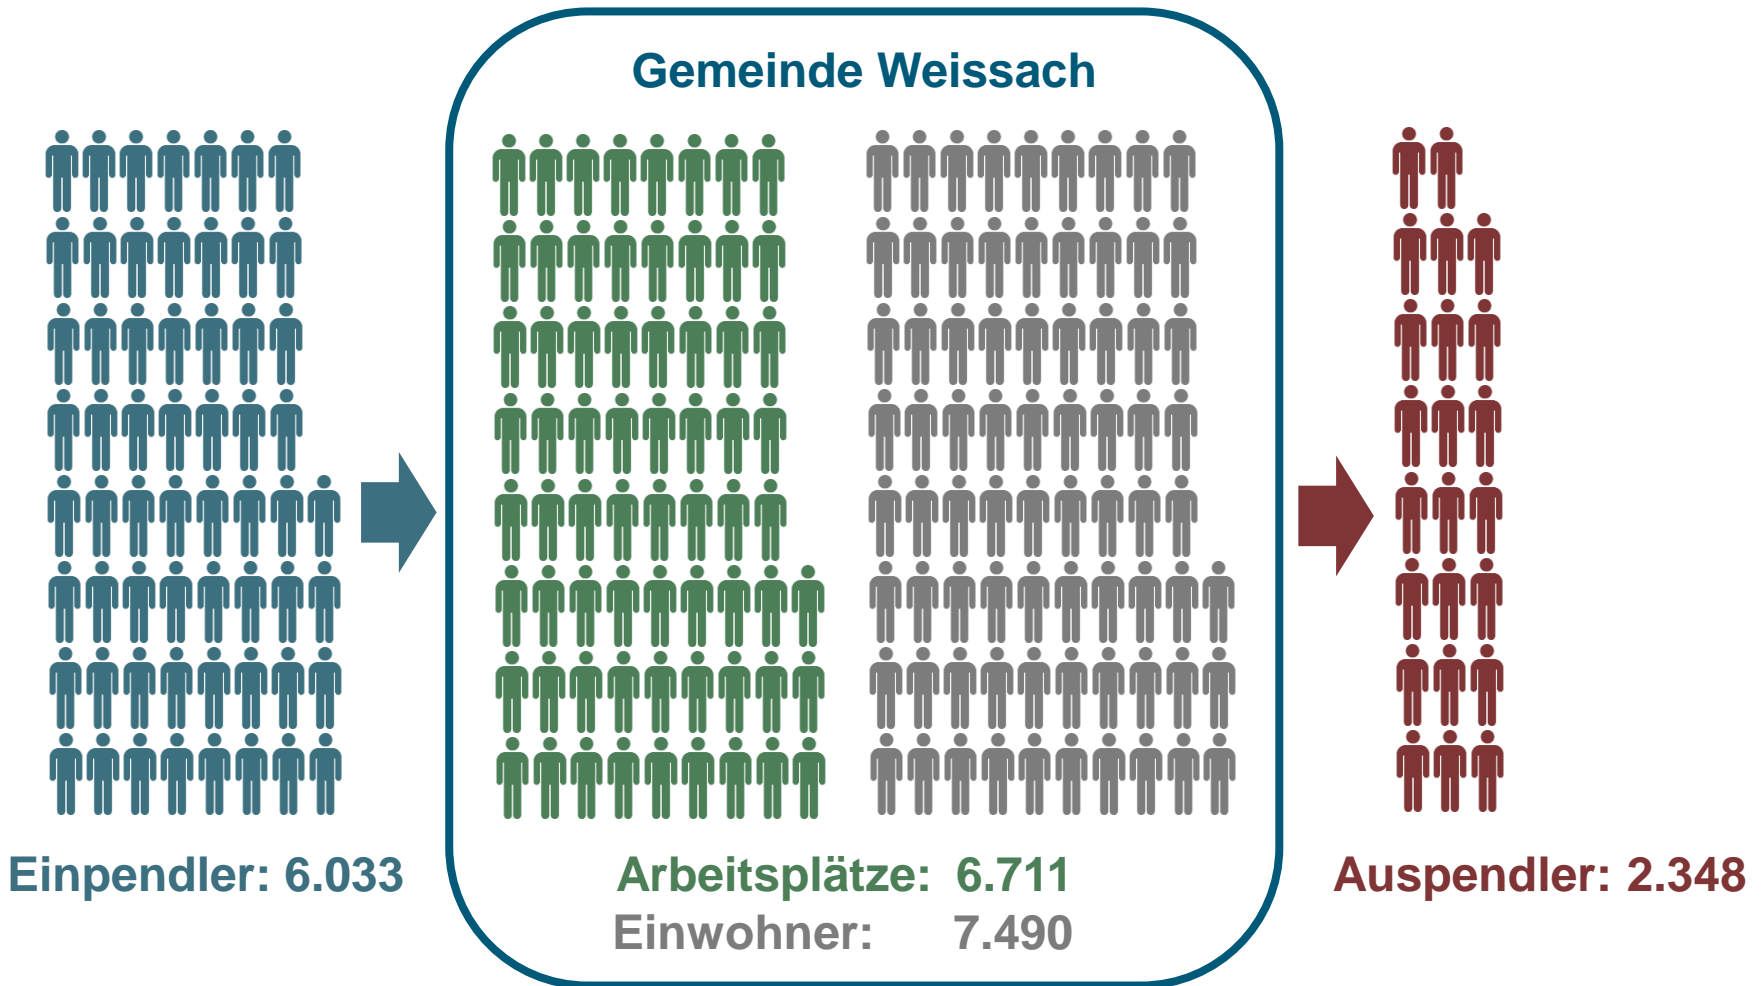 Gemeinde Weissach
Einpendler: 6.033
Arbeitsplätze: 6.711
Einwohner: 7.490
Auspendler: 2.348